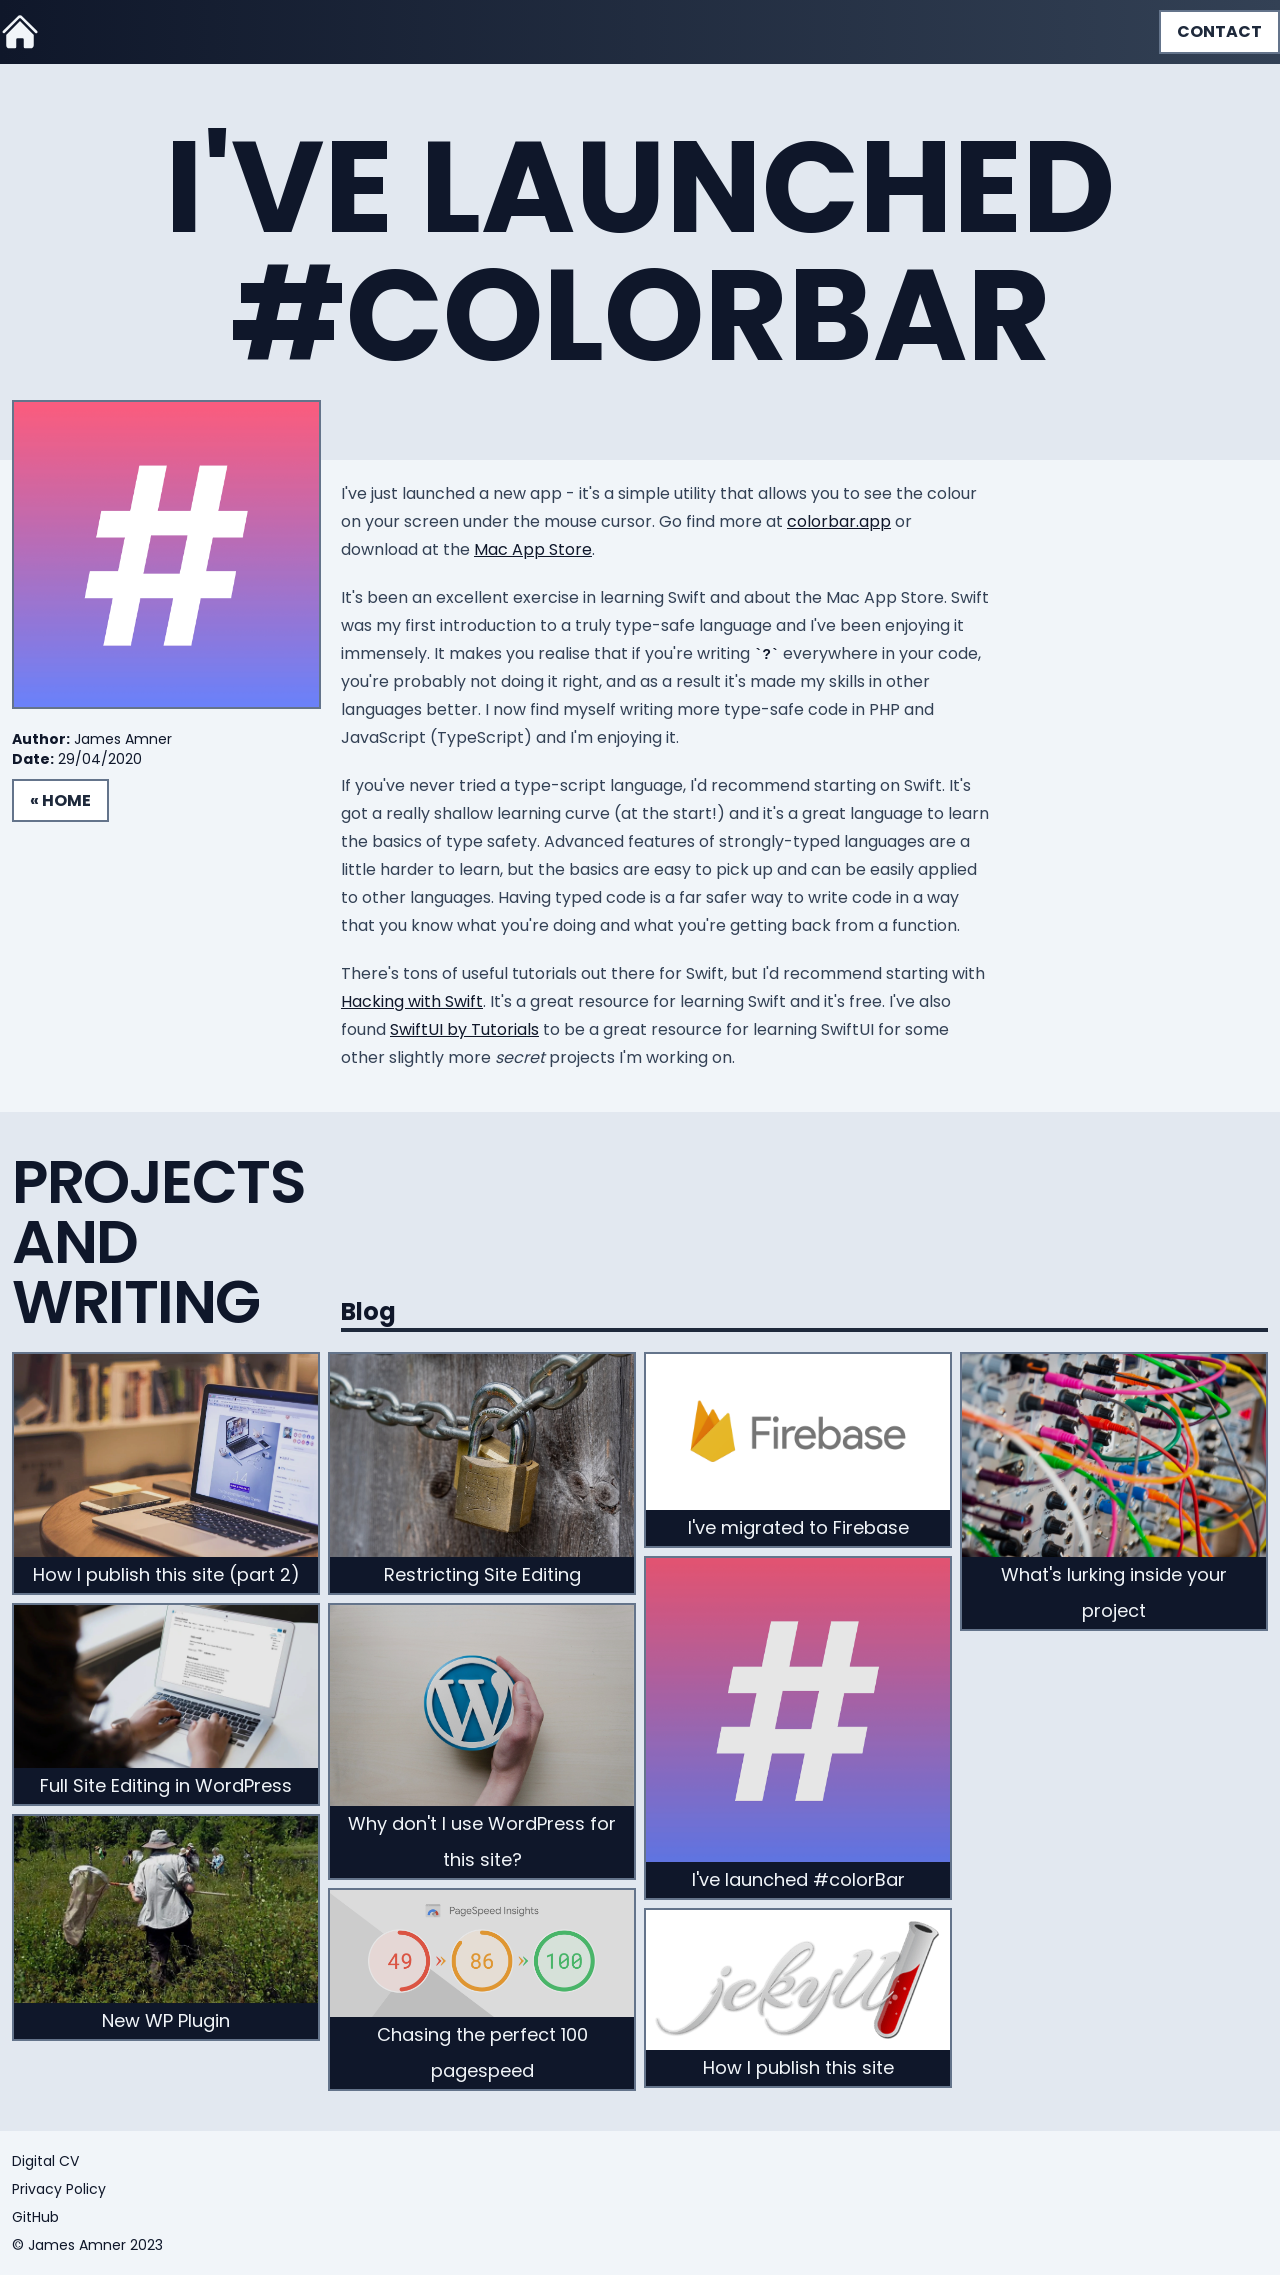 CONTACT
I'VE LAUNCHED
#COLORBAR
#
I've just launched a new app - it's a simple utility that allows you to see the colour
on your screen under the mouse cursor. Go find more at colorbar.app or
download at the Mac App Store.
It's been an excellent exercise in learning Swift and about the Mac App Store. Swift
was my first introduction to a truly type-safe language and I've been enjoying it
immensely. It makes you realise that if you're writing `?` everywhere in your code,
you're probably not doing it right, and as a result it's made my skills in other
languages better. I now find myself writing more type-safe code in PHP and
JavaScript (TypeScript) and I'm enjoying it.
If you've never tried a type-script language, I'd recommend starting on Swift. It's
got a really shallow learning curve (at the start!) and it's a great language to learn
the basics of type safety. Advanced features of strongly-typed languages are a
little harder to learn, but the basics are easy to pick up and can be easily applied
to other languages. Having typed code is a far safer way to write code in a way
that you know what you're doing and what you're getting back from a function.
There's tons of useful tutorials out there for Swift, but I'd recommend starting with
Hacking with Swift. It's a great resource for learning Swift and it's free. I've also
found SwiftUI by Tutorials to be a great resource for learning SwiftUI for some
other slightly more secret projects I'm working on.
Author: James Amner
Date: 29/04/2020
« HOME
PROJECTS
AND
WRITING
Blog
How I publish this site (part 2)
Full Site Editing in WordPress
New WP Plugin
Restricting Site Editing
W
Why don't I use WordPress for
this site?
PageSpeed Insights
49 » 86 » 100
Chasing the perfect 100
pagespeed
Firebase
I've migrated to Firebase
#
I've launched #colorBar
jekyll
How I publish this site
What's lurking inside your
project
Digital CV
Privacy Policy
GitHub
© James Amner 2023